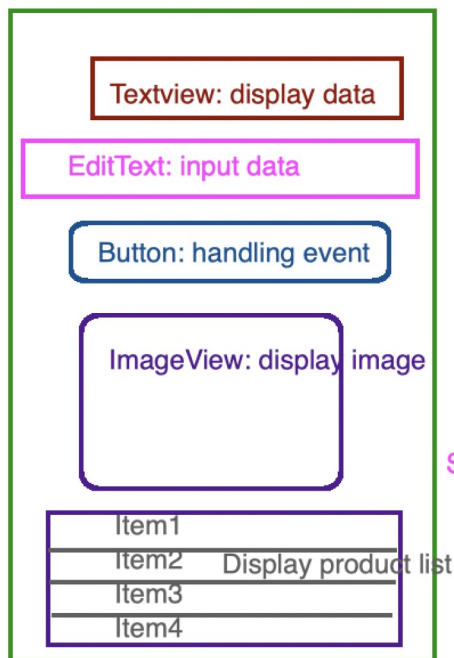 Textview: display data
EditText: input data
Button: handling event
ImageView: display image
Item1
Item2
Display product list
Item3
Item4